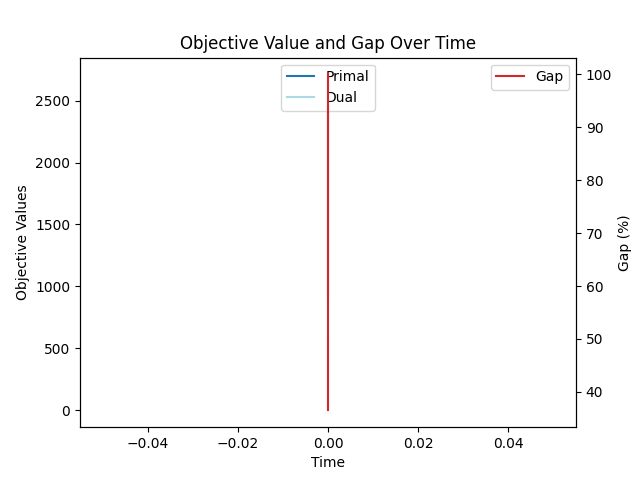 Objective Value and Gap Over Time
Primal
Dual
Gap
Objective Values
2500
2000
1500
1000
500
0
100
90
80
70
60
50
40
Gap (%)
−0.04
−0.02
0.00
0.02
0.04
Time